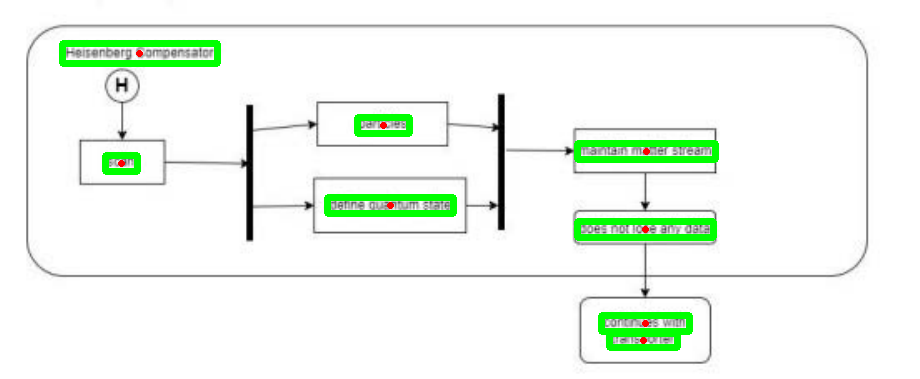 Heisenberg Compensator
H
scan
particles
define quantum state
maintain matter stream
does not lose any data
continues with
transporter